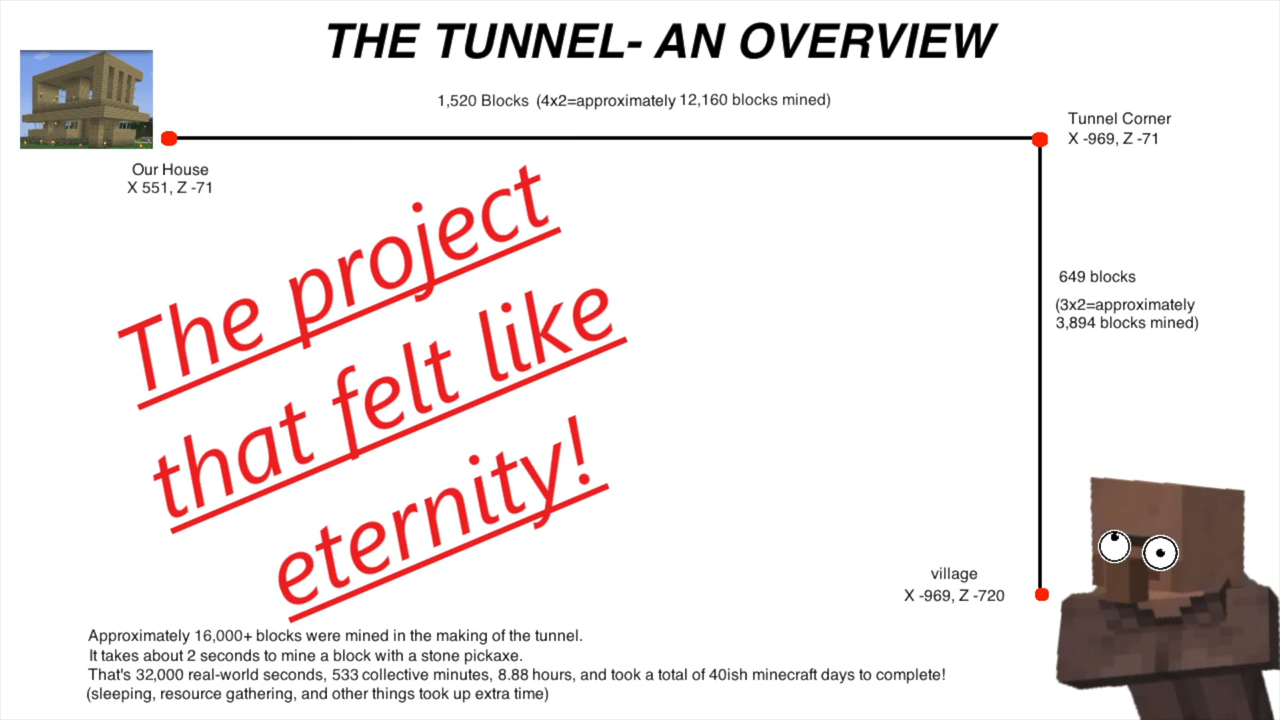 THE TUNNEL- AN OVERVIEW
1,520 Blocks (4x2=approximately 12,160 blocks mined)
Tunnel Corner
X -969, Z -71
Our House
X 551, Z -71
The project
that felt like
eternity!
649 blocks
(3x2=approximately
3,894 blocks mined)
village
X -969, Z -720
Approximately 16,000+ blocks were mined in the making of the tunnel.
It takes about 2 seconds to mine a block with a stone pickaxe.
That's 32,000 real-world seconds, 533 collective minutes, 8.88 hours, and took a total of 40ish minecraft days to complete!
(sleeping, resource gathering, and other things took up extra time)